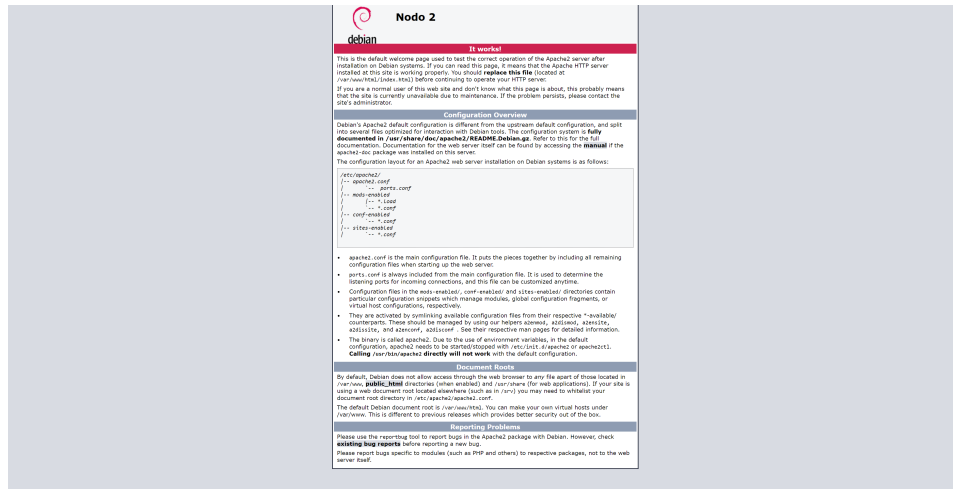 Nodo 2
debian
It works!
This is the default welcome page used to test the correct operation of the Apache2 server after
installation on Debian systems. If you can read this page, it means that the Apache HTTP server
installed at this site is working properly. You should replace this file (located at
/var/www/html/index.html) before continuing to operate your HTTP server.
If you are a normal user of this web site and don't know what this page is about, this probably means
that the site is currently unavailable due to maintenance. If the problem persists, please contact the
site's administrator.
Configuration Overview
Debian's Apache2 default configuration is different from the upstream default configuration, and split
into several files optimized for interaction with Debian tools. The configuration system is fully
documented in /usr/share/doc/apache2/README.Debian.gz. Refer to this for the full
documentation. Documentation for the web server itself can be found by accessing the manual if the
apache2-doc package was installed on this server.
The configuration layout for an Apache2 web server installation on Debian systems is as follows:
/etc/apache2/
|-- apache2.conf
|       `--  ports.conf
|-- mods-enabled
|       |-- *.load
|       `-- *.conf
|-- conf-enabled
|       `-- *.conf
|-- sites-enabled
|       `-- *.conf
• apache2.conf is the main configuration file. It puts the pieces together by including all remaining
configuration files when starting up the web server.
• ports.conf is always included from the main configuration file. It is used to determine the
listening ports for incoming connections, and this file can be customized anytime.
• Configuration files in the mods-enabled/, conf-enabled/ and sites-enabled/ directories contain
particular configuration snippets which manage modules, global configuration fragments, or
virtual host configurations, respectively.
• They are activated by symlinking available configuration files from their respective *-available/
counterparts. These should be managed by using our helpers a2enmod, a2dismod, a2ensite,
a2dissite, and a2enconf, a2disconf . See their respective man pages for detailed information.
• The binary is called apache2. Due to the use of environment variables, in the default
configuration, apache2 needs to be started/stopped with /etc/init.d/apache2 or apache2ctl.
Calling /usr/bin/apache2 directly will not work with the default configuration.
Document Roots
By default, Debian does not allow access through the web browser to any file apart of those located in
/var/www, public_html directories (when enabled) and /usr/share (for web applications). If your site is
using a web document root located elsewhere (such as in /srv) you may need to whitelist your
document root directory in /etc/apache2/apache2.conf.
The default Debian document root is /var/www/html. You can make your own virtual hosts under
/var/www. This is different to previous releases which provides better security out of the box.
Reporting Problems
Please use the reportbug tool to report bugs in the Apache2 package with Debian. However, check
existing bug reports before reporting a new bug.
Please report bugs specific to modules (such as PHP and others) to respective packages, not to the web
server itself.